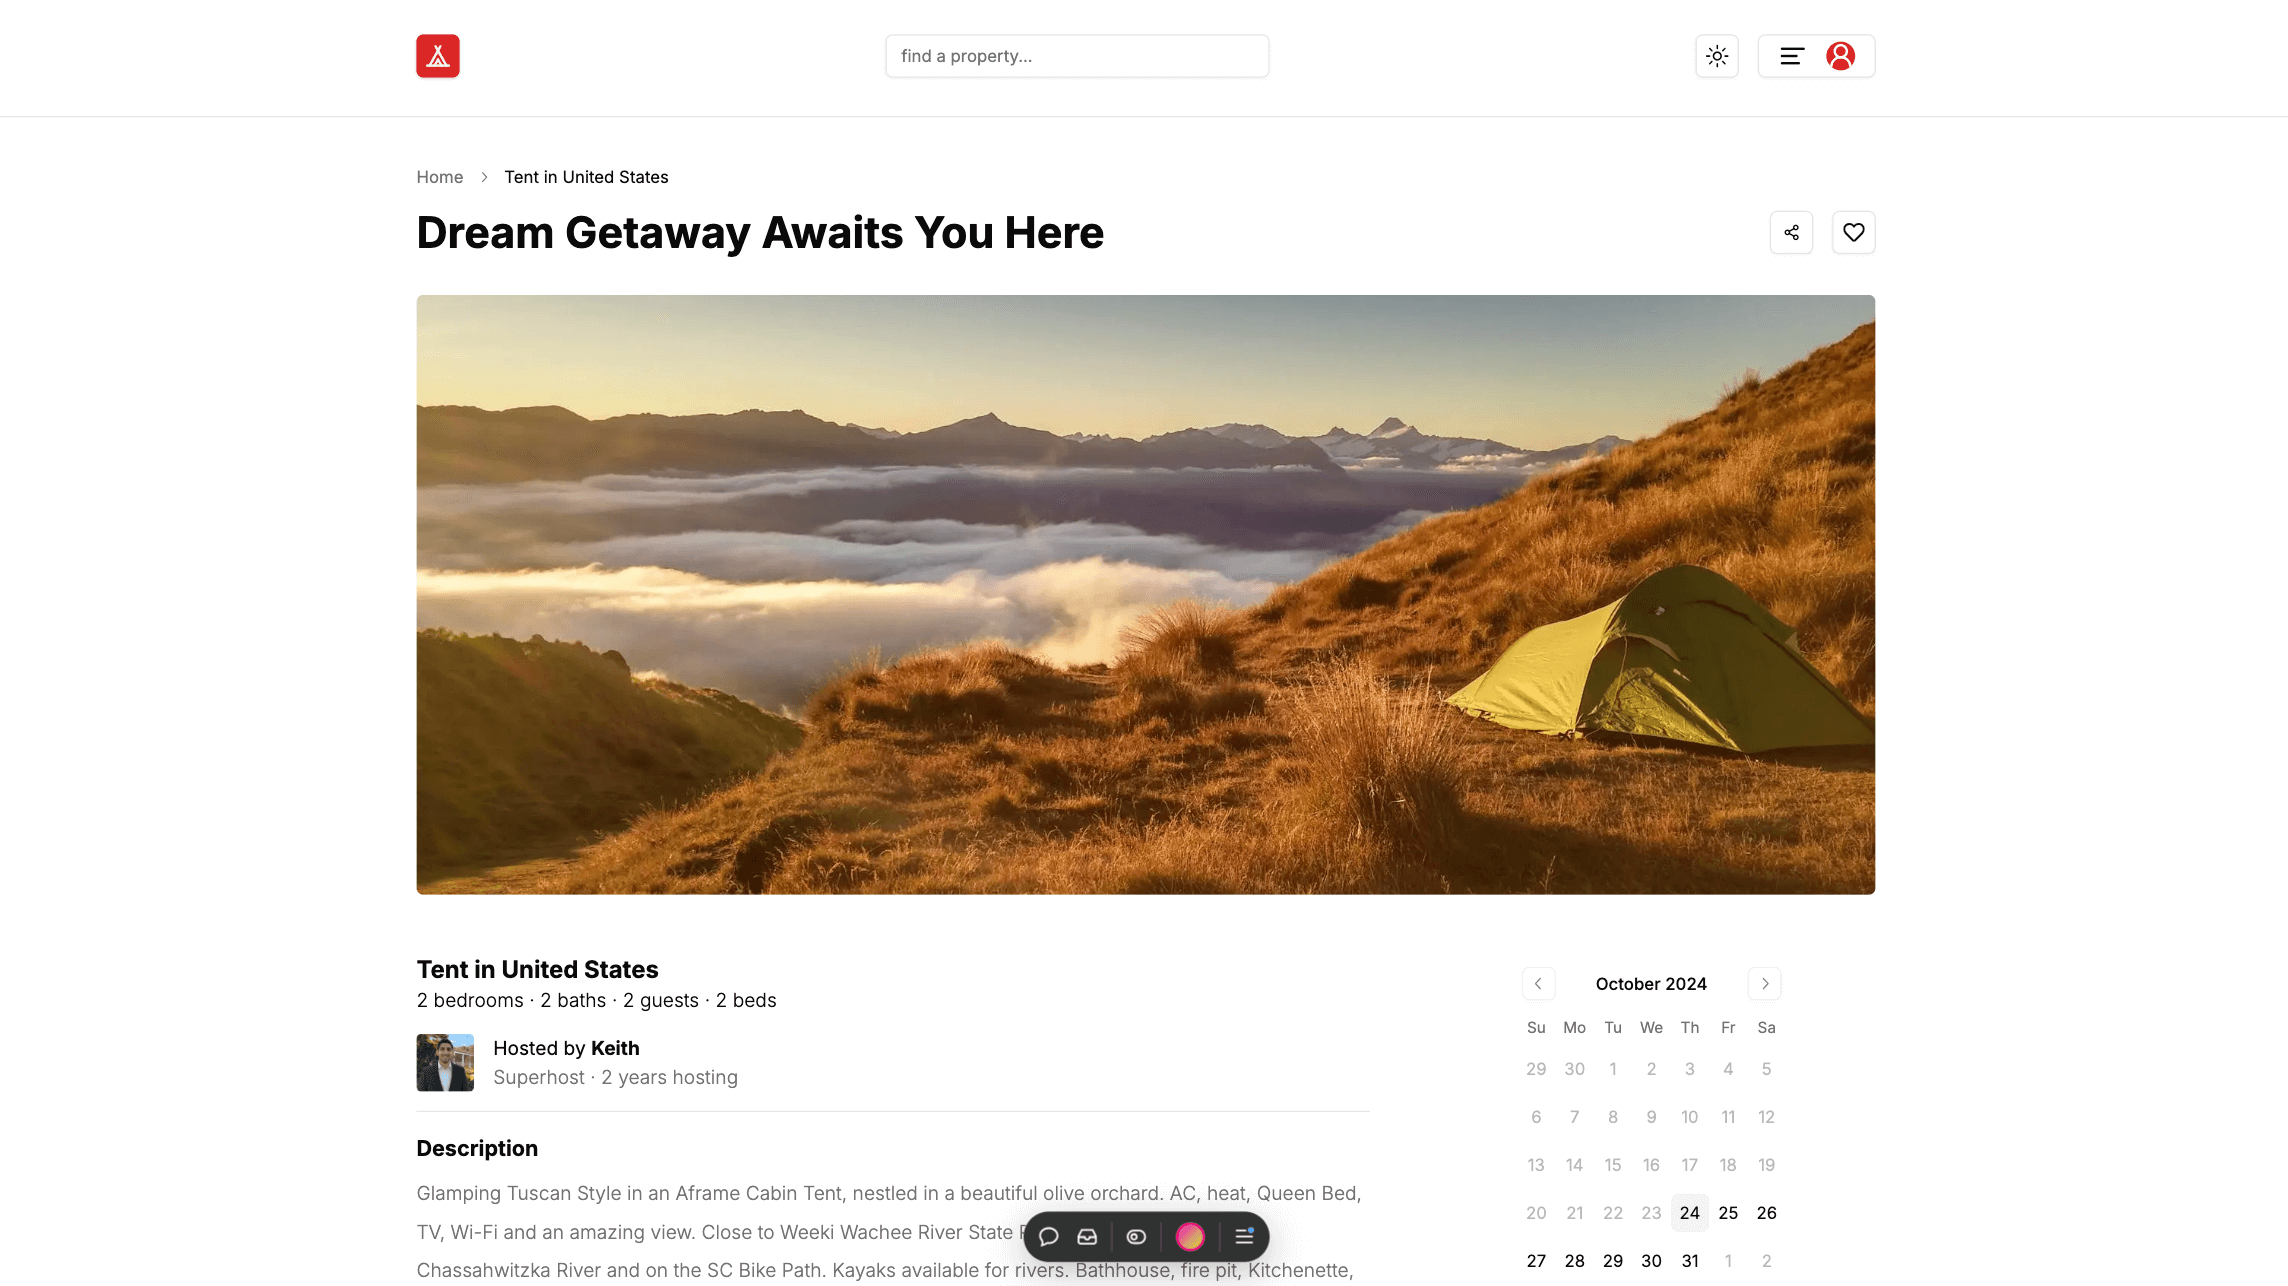 find a property...
Home > Tent in United States
Dream Getaway Awaits You Here
Tent in United States
2 bedrooms · 2 baths · 2 guests · 2 beds
Hosted by Keith
Superhost · 2 years hosting
Description
Glamping Tuscan Style in an Aframe Cabin Tent, nestled in a beautiful olive orchard. AC, heat, Queen Bed,
TV, Wi-Fi and an amazing view. Close to Weeki Wachee River State
Chassahwitzka River and on the SC Bike Path. Kayaks available for rivers. Bathhouse, fire pit, Kitchenette,
October 2024
Su Mo Tu We Th Fr Sa
29 30 1 2 3 4 5
6 7 8 9 10 11 12
13 14 15 16 17 18 19
20 21 22 23 24 25 26
27 28 29 30 31 1 2